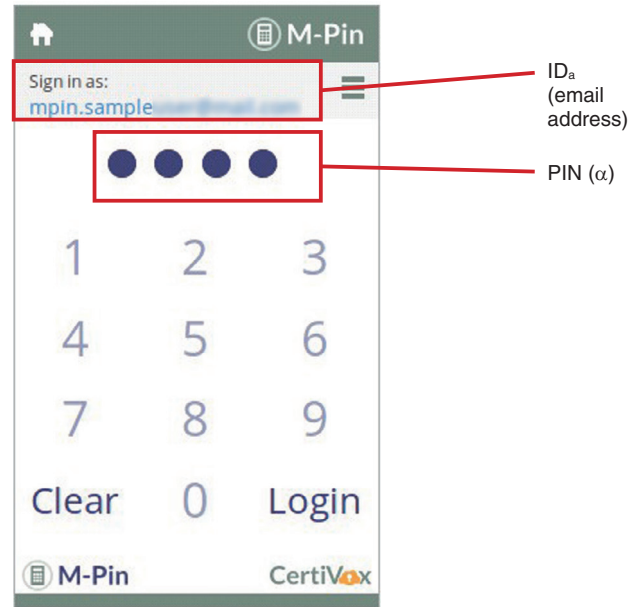 M-Pin
Sign in as:
mpin.sample
IDₐ
(email
address)
PIN (α)
1 2 3
4 5 6
7 8 9
Clear 0 Login
M-Pin CertiVox